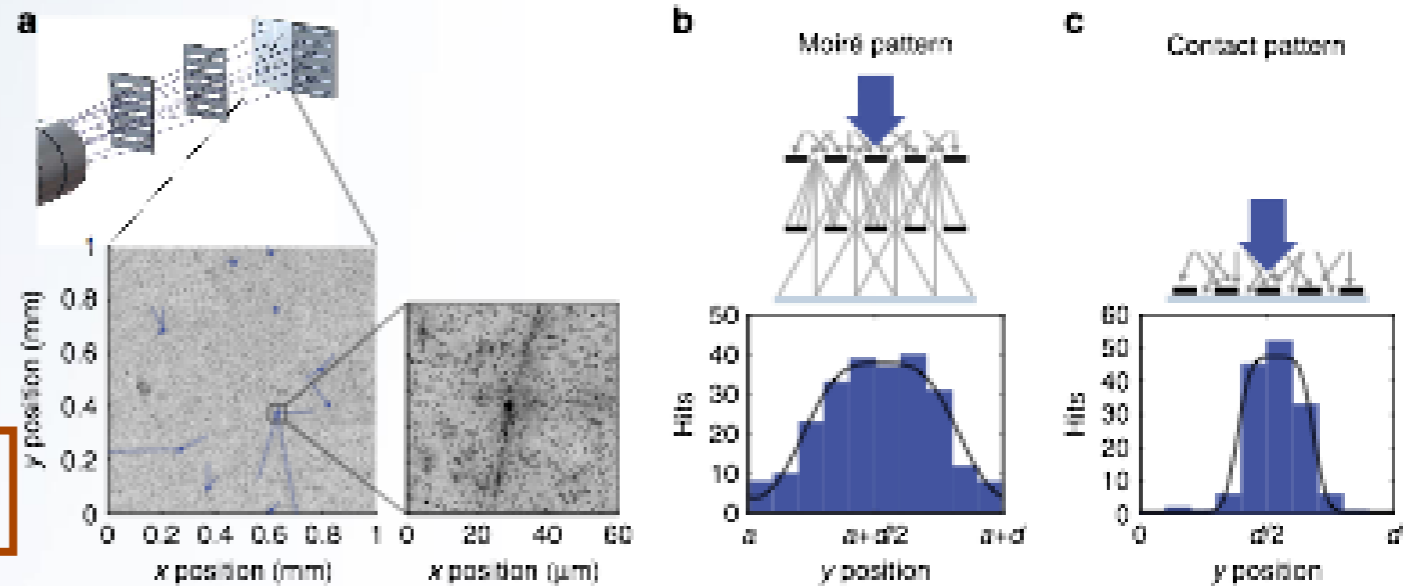 a
1
0.8
0.6
0.4
0.2
0
y position (mm)
0 0.2 0.4 0.6 0.8 1
x position (mm)
0 20 40 60
x position (μm)
b
Moiré pattern
50
40
30
20
10
0
Hits
a a+d/2 a+d
y position
c
Contact pattern
60
50
40
30
20
10
0
Hits
0 d/2 d
y position